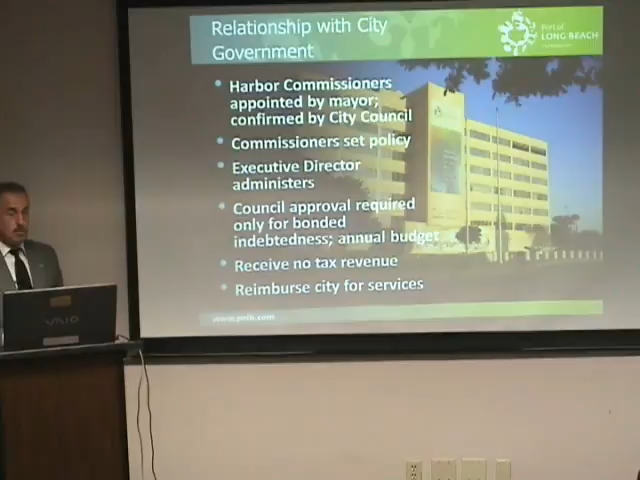 Relationship with City
Government
Port of
LONG BEACH
• Harbor Commissioners
appointed by mayor;
confirmed by City Council
• Commissioners set policy
• Executive Director
administers
• Council approval required
only for bonded
indebtedness; annual budget
• Receive no tax revenue
• Reimburse city for services
www.polb.com
VAIO